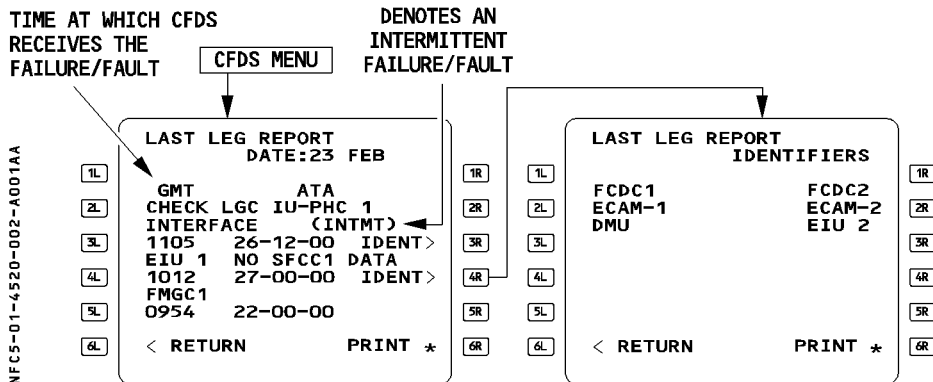 TIME AT WHICH CFDS
RECEIVES THE
FAILURE/FAULT
CFDS MENU
DENOTES AN
INTERMITTENT
FAILURE/FAULT
NFC5-01-4520-002-A001AA
1L
2L
3L
4L
5L
6L
LAST LEG REPORT
DATE:23 FEB
GMT ATA
CHECK LGC IU-PHC 1
INTERFACE (INTMT)
1105 26-12-00 IDENT>
EIU 1 NO SFCC1 DATA
1012 27-00-00 IDENT>
FMGC1
0954 22-00-00
< RETURN PRINT *
1R
2R
3R
4R
5R
6R
1L
2L
3L
4L
5L
6L
LAST LEG REPORT
IDENTIFIERS
FCDC1 FCDC2
ECAM-1 ECAM-2
DMU EIU 2
< RETURN PRINT *
1R
2R
3R
4R
5R
6R